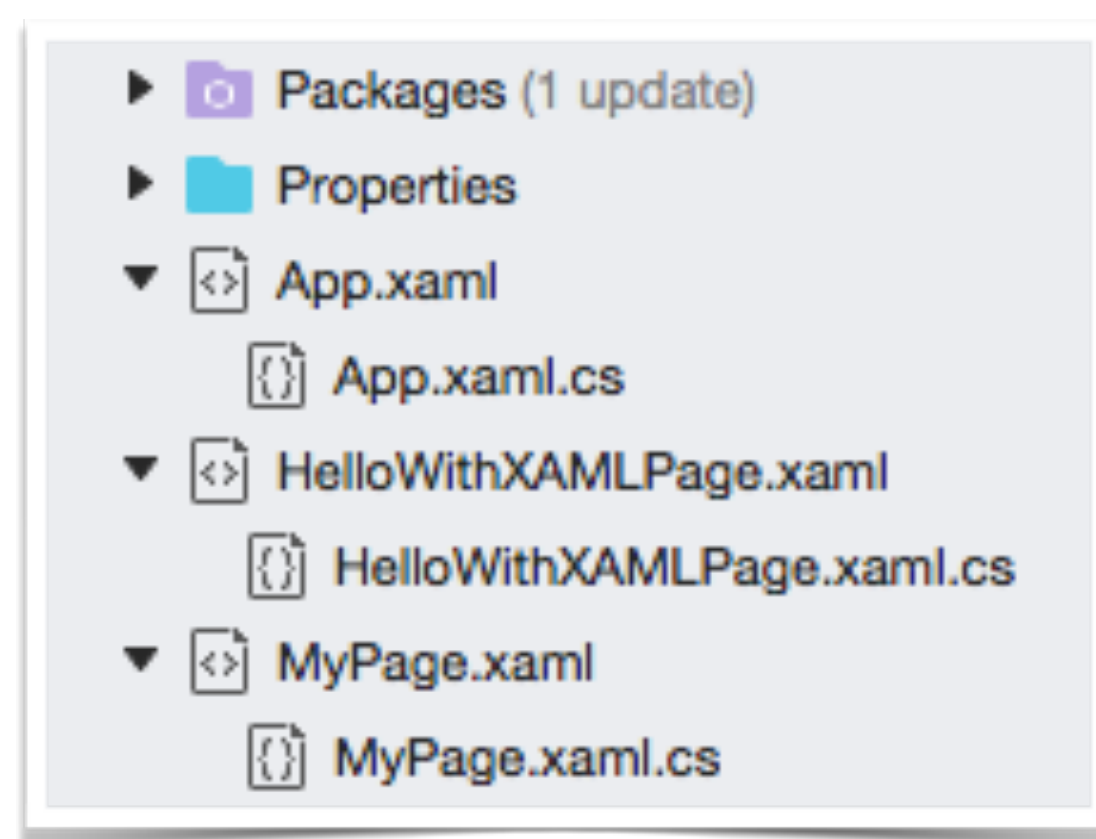 Packages (1 update)
Properties
App.xaml
App.xaml.cs
HelloWithXAMLPage.xaml
HelloWithXAMLPage.xaml.cs
MyPage.xaml
MyPage.xaml.cs